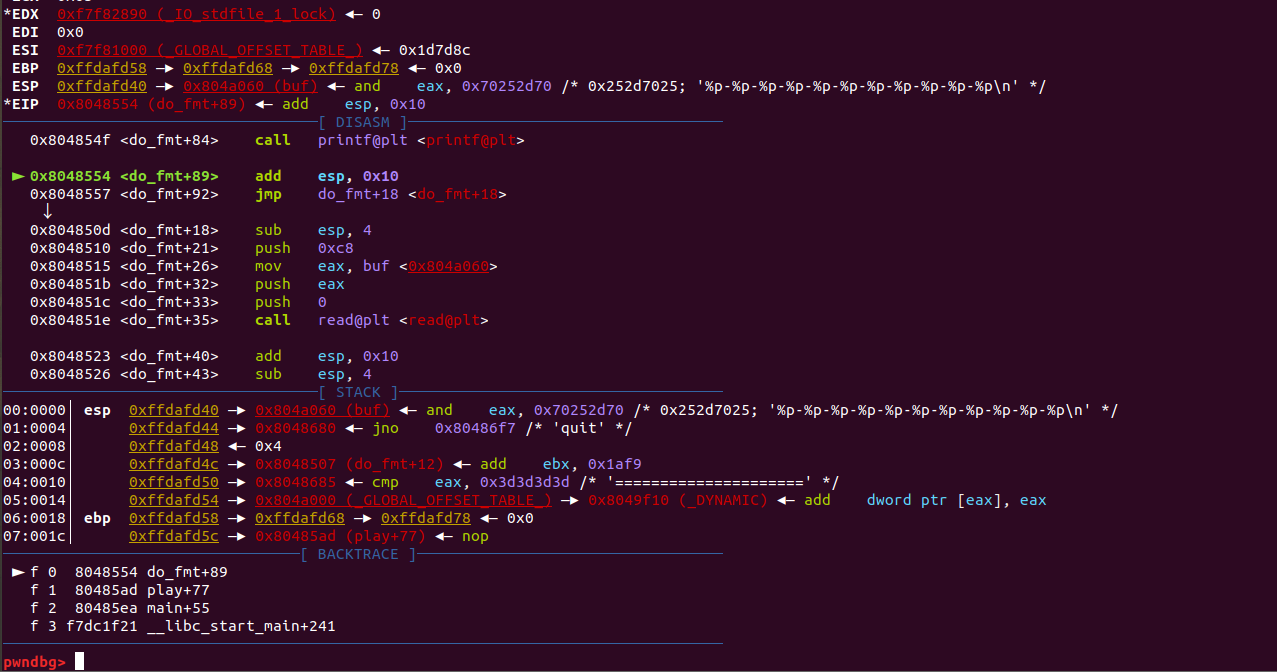 *EDX  0xf7f82890 (_IO_stdfile_1_lock) ◂— 0
 EDI  0x0
 ESI  0xf7f81000 (_GLOBAL_OFFSET_TABLE_) ◂— 0x1d7d8c
 EBP  0xffdafd58 —▸ 0xffdafd68 —▸ 0xffdafd78 ◂— 0x0
 ESP  0xffdafd40 —▸ 0x804a060 (buf) ◂— and    eax, 0x70252d70 /* 0x252d7025; '%p-%p-%p-%p-%p-%p-%p-%p-%p-%p-%p\n' */
*EIP  0x8048554 (do_fmt+89) ◂— add    esp, 0x10
[ DISASM ]
   0x804854f <do_fmt+84>    call   printf@plt <printf@plt>
 ► 0x8048554 <do_fmt+89>    add    esp, 0x10
   0x8048557 <do_fmt+92>    jmp    do_fmt+18 <do_fmt+18>
    ↓
   0x804850d <do_fmt+18>    sub    esp, 4
   0x8048510 <do_fmt+21>    push   0xc8
   0x8048515 <do_fmt+26>    mov    eax, buf <0x804a060>
   0x804851b <do_fmt+32>    push   eax
   0x804851c <do_fmt+33>    push   0
   0x804851e <do_fmt+35>    call   read@plt <read@plt>
   0x8048523 <do_fmt+40>    add    esp, 0x10
   0x8048526 <do_fmt+43>    sub    esp, 4
[ STACK ]
00:0000│ esp  0xffdafd40 —▸ 0x804a060 (buf) ◂— and    eax, 0x70252d70 /* 0x252d7025; '%p-%p-%p-%p-%p-%p-%p-%p-%p-%p-%p\n' */
01:0004│      0xffdafd44 —▸ 0x8048680 ◂— jno    0x80486f7 /* 'quit' */
02:0008│      0xffdafd48 ◂— 0x4
03:000c│      0xffdafd4c —▸ 0x8048507 (do_fmt+12) ◂— add    ebx, 0x1af9
04:0010│      0xffdafd50 —▸ 0x8048685 ◂— cmp    eax, 0x3d3d3d3d /* '=====================' */
05:0014│      0xffdafd54 —▸ 0x804a000 (_GLOBAL_OFFSET_TABLE_) —▸ 0x8049f10 (_DYNAMIC) ◂— add    dword ptr [eax], eax
06:0018│ ebp  0xffdafd58 —▸ 0xffdafd68 —▸ 0xffdafd78 ◂— 0x0
07:001c│      0xffdafd5c —▸ 0x80485ad (play+77) ◂— nop
[ BACKTRACE ]
 ► f 0  8048554 do_fmt+89
   f 1  80485ad play+77
   f 2  80485ea main+55
   f 3 f7dc1f21 __libc_start_main+241
pwndbg>